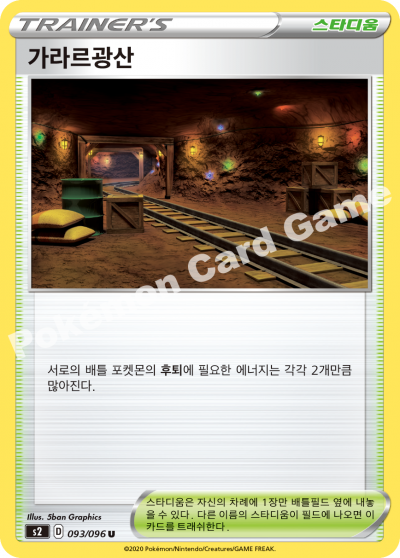 TRAINER'S
스타디움
가라르광산
Pokémon Card Game
서로의 배틀 포켓몬의 후퇴에 필요한 에너지는 각각 2개만큼
많아진다.
Illus. 5ban Graphics
s2 D 093/096 U
스타디움은 자신의 차례에 1장만 배틀필드 옆에 내놓
을 수 있다. 다른 이름의 스타디움이 필드에 나오면 이
카드를 트래쉬한다.
©2020 Pokémon/Nintendo/Creatures/GAME FREAK.